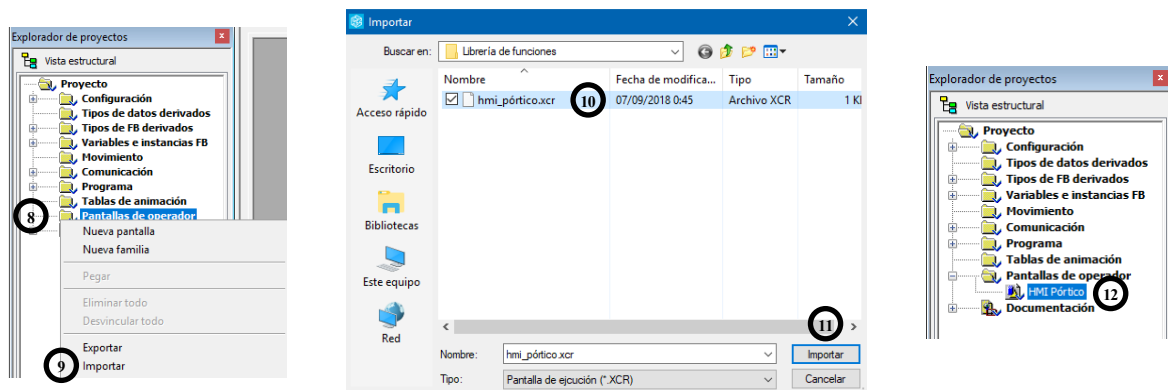 Explorador de proyectos
Vista estructural
Proyecto
Configuración
Tipos de datos derivados
Tipos de FB derivados
Variables e instancias FB
Movimiento
Comunicación
Programa
Tablas de animación
8 Pantallas de operador
Nueva pantalla
Nueva familia
Pegar
Eliminar todo
Desvincular todo
Exportar
9 Importar
Importar
Buscar en: Librería de funciones
Nombre Fecha de modifica... Tipo Tamaño
hmi_pórtico.xcr 10 07/09/2018 0:45 Archivo XCR 1 KI
Acceso rápido
Escritorio
Bibliotecas
Este equipo
Red
11
Nombre: hmi_pórtico.xcr Importar
Tipo: Pantalla de ejcución (*.XCR) Cancelar
Explorador de proyectos
Vista estructural
Proyecto
Configuración
Tipos de datos derivados
Tipos de FB derivados
Variables e instancias FB
Movimiento
Comunicación
Programa
Tablas de animación
Pantallas de operador
HMI Pórtico 12
Documentación